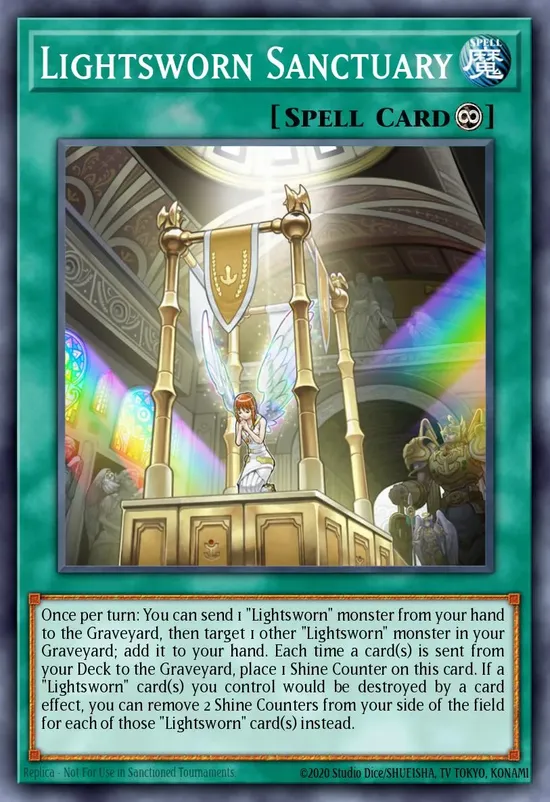 LIGHTSWORN SANCTUARY
SPELL
魔
[SPELL CARD]
Once per turn: You can send 1 "Lightsworn" monster from your hand
to the Graveyard, then target 1 other "Lightsworn" monster in your
Graveyard; add it to your hand. Each time a card(s) is sent from
your Deck to the Graveyard, place 1 Shine Counter on this card. If a
"Lightsworn" card(s) you control would be destroyed by a card
effect, you can remove 2 Shine Counters from your side of the field
for each of those "Lightsworn" card(s) instead.
Replica - Not For Use in Sanctioned Tournaments
©2020 Studio Dice/SHUEISHA, TV TOKYO, KONAMI